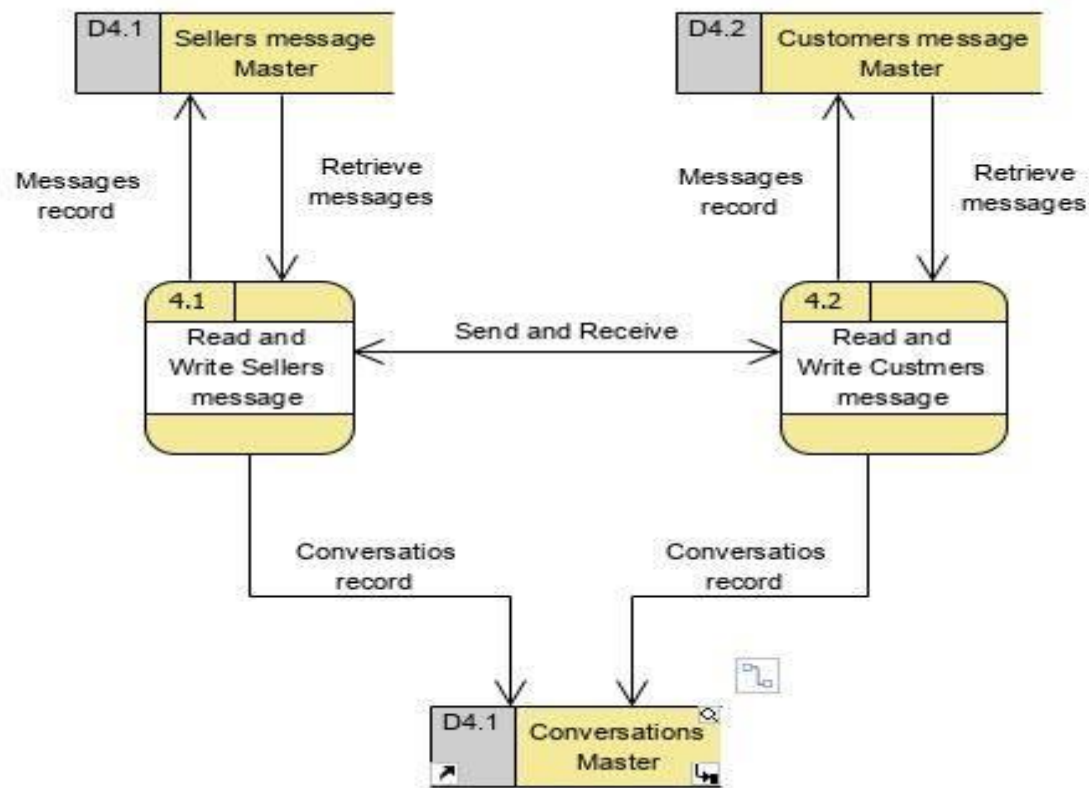 D4.1
Sellers message
Master
D4.2
Customers message
Master
Messages
record
Retrieve
messages
Messages
record
Retrieve
messages
4.1
Read and
Write Sellers
message
Send and Receive
4.2
Read and
Write Custmers
message
Conversatios
record
Conversatios
record
D4.1
Conversations
Master